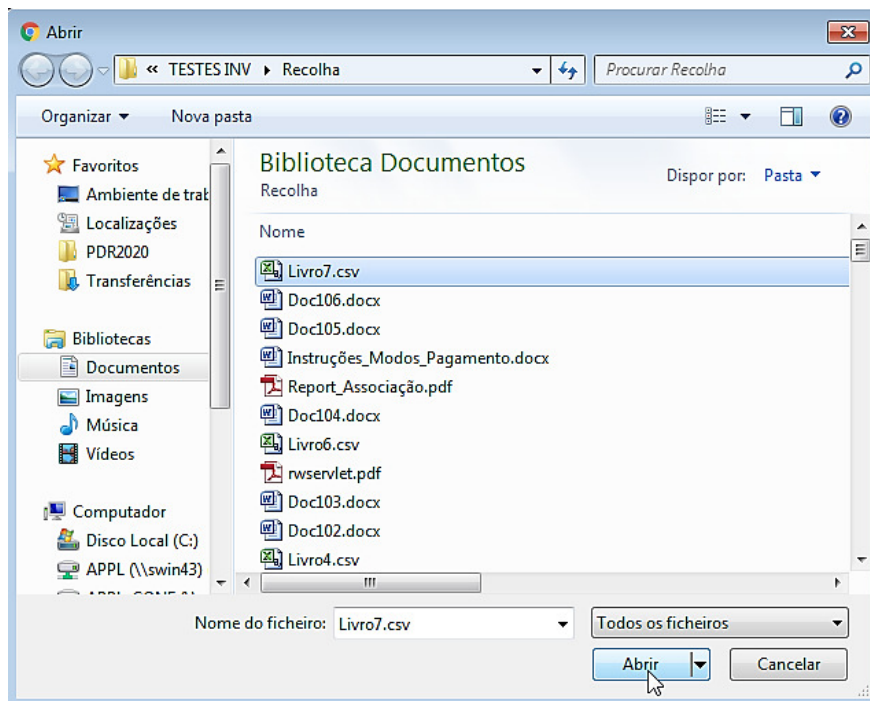 Abrir
« TESTES INV ▸ Recolha
Procurar Recolha
Organizar
Nova pasta
Favoritos
Ambiente de trab
Localizações
PDR2020
Transferências
Bibliotecas
Documentos
Imagens
Música
Vídeos
Computador
Disco Local (C:)
APPL (\\swin43)
Biblioteca Documentos
Recolha
Dispor por: Pasta
Nome
Livro7.csv
Doc106.docx
Doc105.docx
Instruções_Modos_Pagamento.docx
Report_Associação.pdf
Doc104.docx
Livro6.csv
rwservlet.pdf
Doc103.docx
Doc102.docx
Livro4.csv
Nome do ficheiro: Livro7.csv
Todos os ficheiros
Abrir
Cancelar